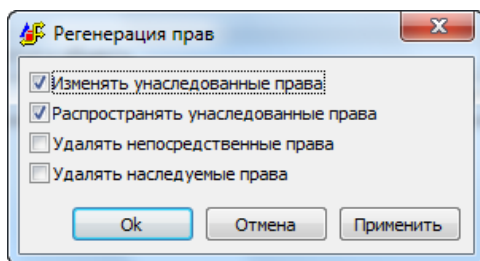 Регенерация прав
Изменять унаследованные права
Распространять унаследованные права
Удалять непосредственные права
Удалять наследуемые права
Ok Отмена Применить